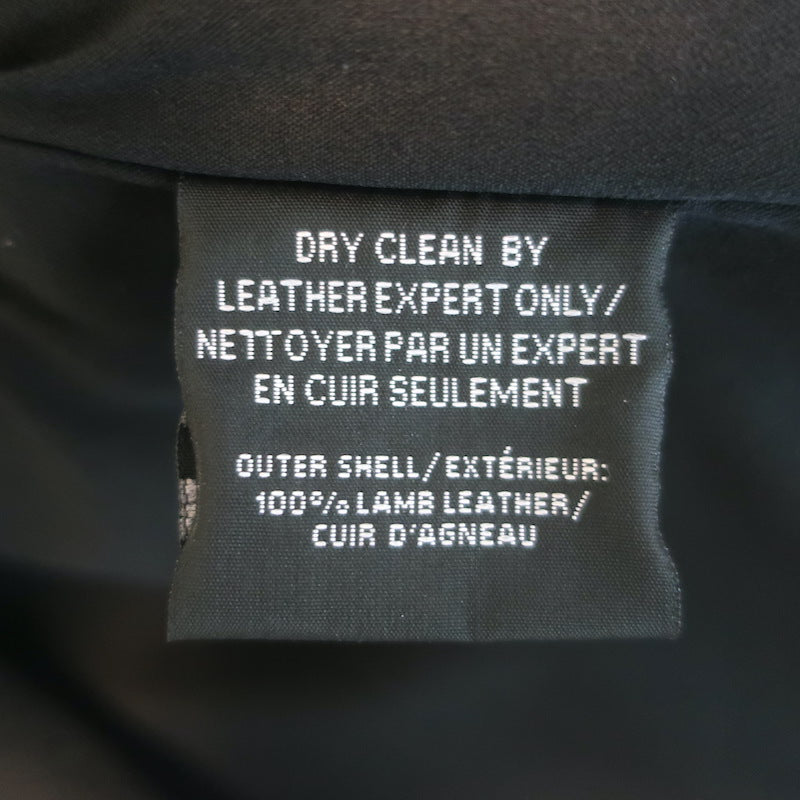 DRY CLEAN BY
LEATHER EXPERT ONLY/
NETTOYER PAR UN EXPERT
EN CUIR SEULEMENT
OUTER SHELL/EXTÉRIEUR:
100% LAMB LEATHER/
CUIR D'AGNEAU